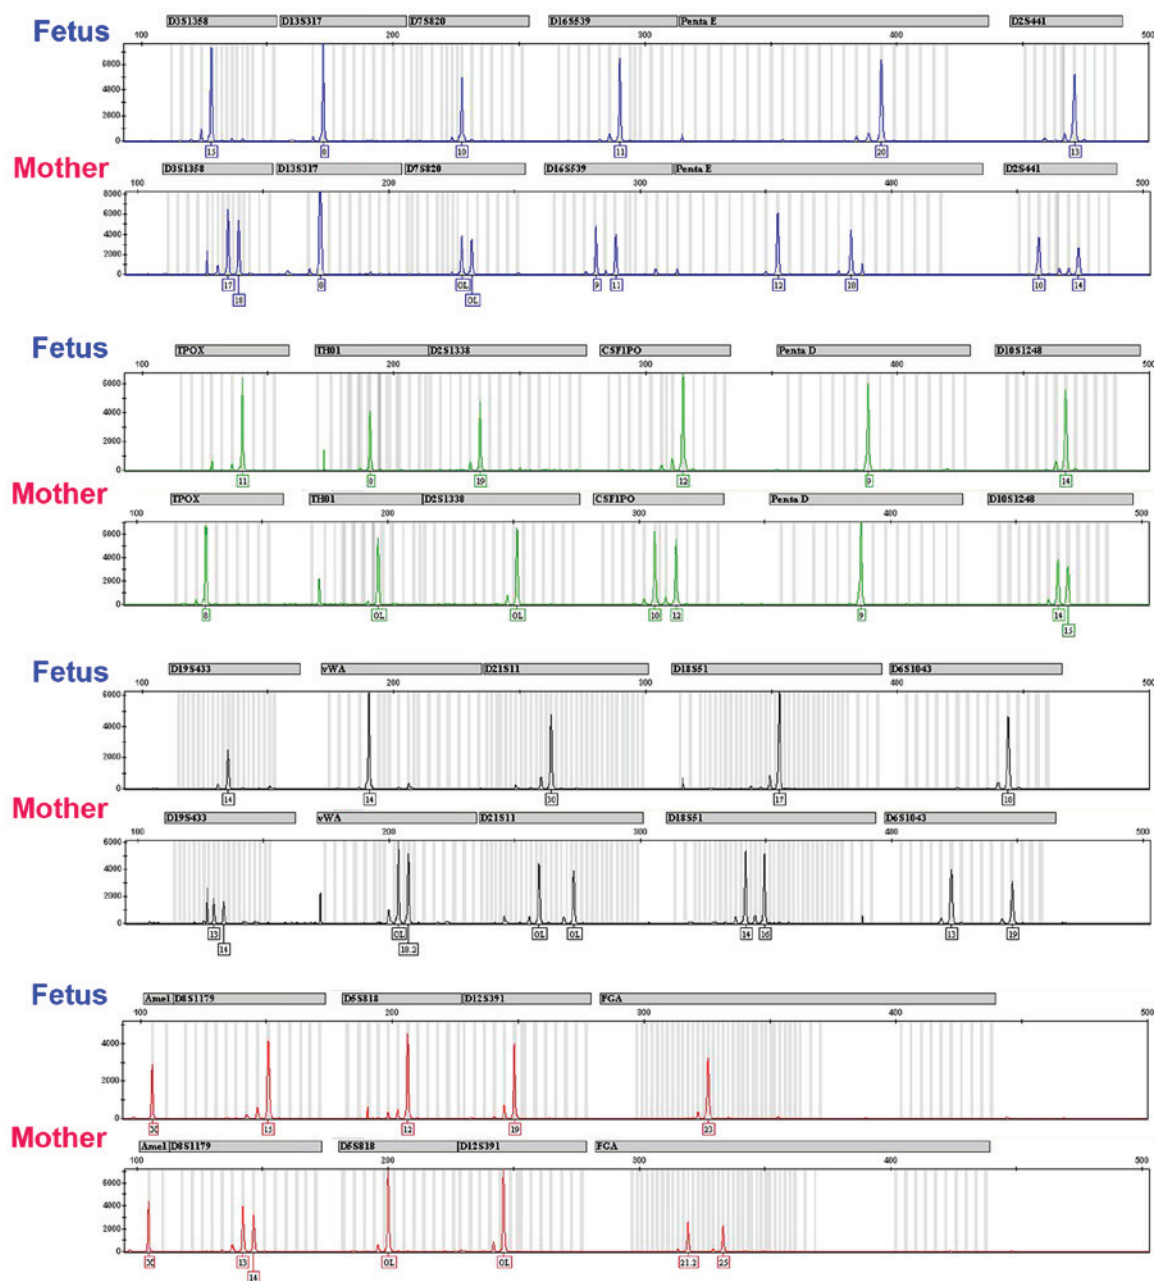 D3S1358 D13S317 D7S820 D16S539 Penta E D2S441
Fetus
100 200 300 400 500
6000
4000
2000
0
15 8 10 11 20 13
Mother
D3S1358 D13S317 D7S820 D16S539 Penta E D2S441
100 200 300 400 500
8000
6000
4000
2000
0
17 8 OL 9 11 12 18 10 14
18 OL
Fetus
TPOX TH01 D2S1338 CSF1PO Penta D D10S1248
100 200 300 400 500
6000
4000
2000
0
11 8 19 12 9 14
Mother
TPOX TH01 D2S1338 CSF1PO Penta D D10S1248
100 200 300 400 500
6000
4000
2000
0
8 OL OL 10 12 9 14
15
Fetus
D19S433 vWA D21S11 D18S51 D6S1043
100 200 300 400 500
6000
4000
2000
0
14 14 30 17 18
Mother
D19S433 vWA D21S11 D18S51 D6S1043
100 200 300 400 500
6000
4000
2000
0
13 OL OL OL 14 16 13 19
14 18.2
Fetus
Amel D8S1179 D5S818 D12S391 FGA
100 200 300 400 500
4000
2000
0
15 12 19 23
Mother
Amel D8S1179 D5S818 D12S391 FGA
100 200 300 400 500
6000
4000
2000
0
13 OL OL 21.2 25
14